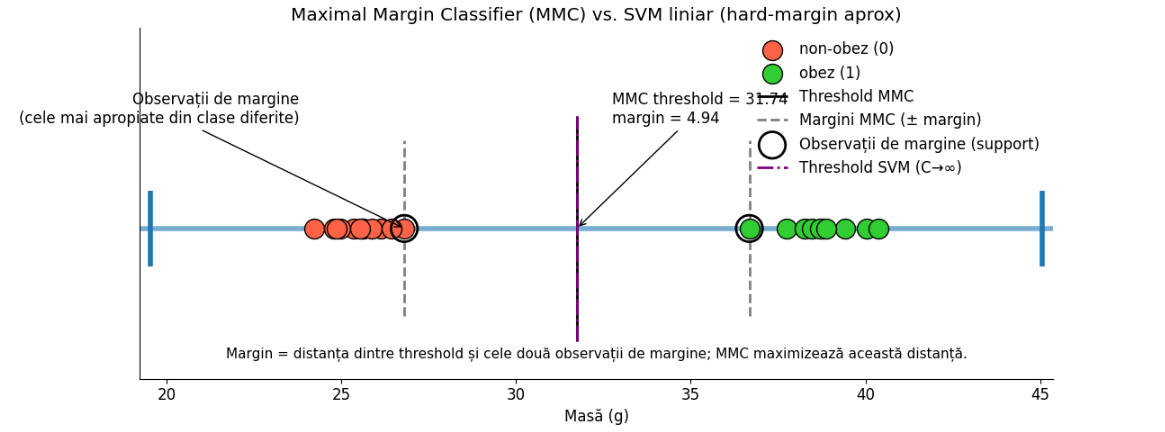 Maximal Margin Classifier (MMC) vs. SVM liniar (hard-margin aprox)
non-obez (0)
obez (1)
Threshold MMC
Margini MMC (± margin)
Observații de margine (support)
Threshold SVM (C→∞)
Observații de margine
(cele mai apropiate din clase diferite)
MMC threshold = 31.74
margin = 4.94
Margin = distanța dintre threshold și cele două observații de margine; MMC maximizează această distanță.
20 25 30 35 40 45
Masă (g)